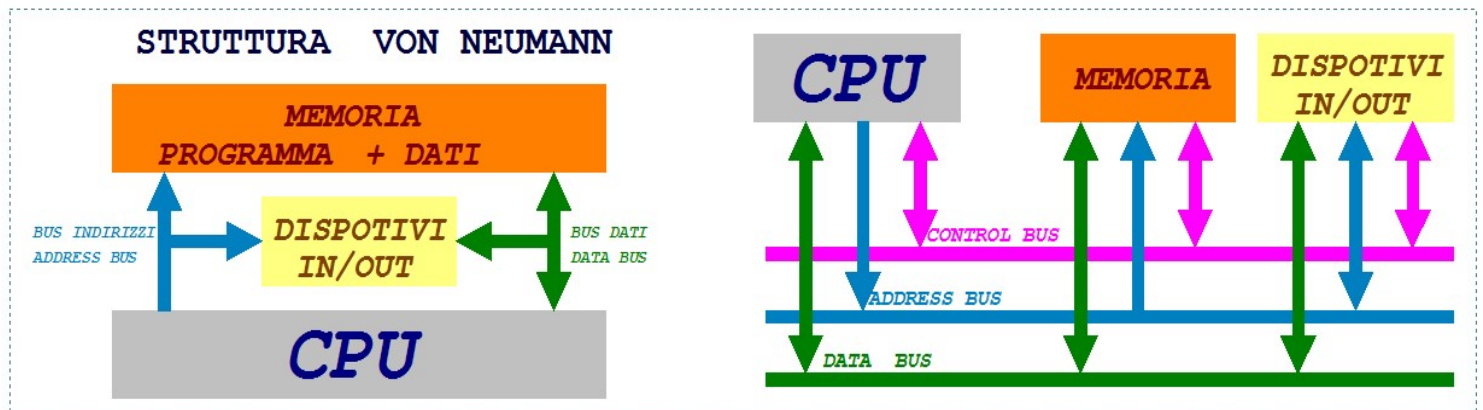 STRUTTURA VON NEUMANN
MEMORIA
PROGRAMMA + DATI
BUS INDIRIZZI
ADDRESS BUS
DISPOTIVI
IN/OUT
BUS DATI
DATA BUS
CPU
CPU
MEMORIA
DISPOTIVI
IN/OUT
CONTROL BUS
ADDRESS BUS
DATA BUS